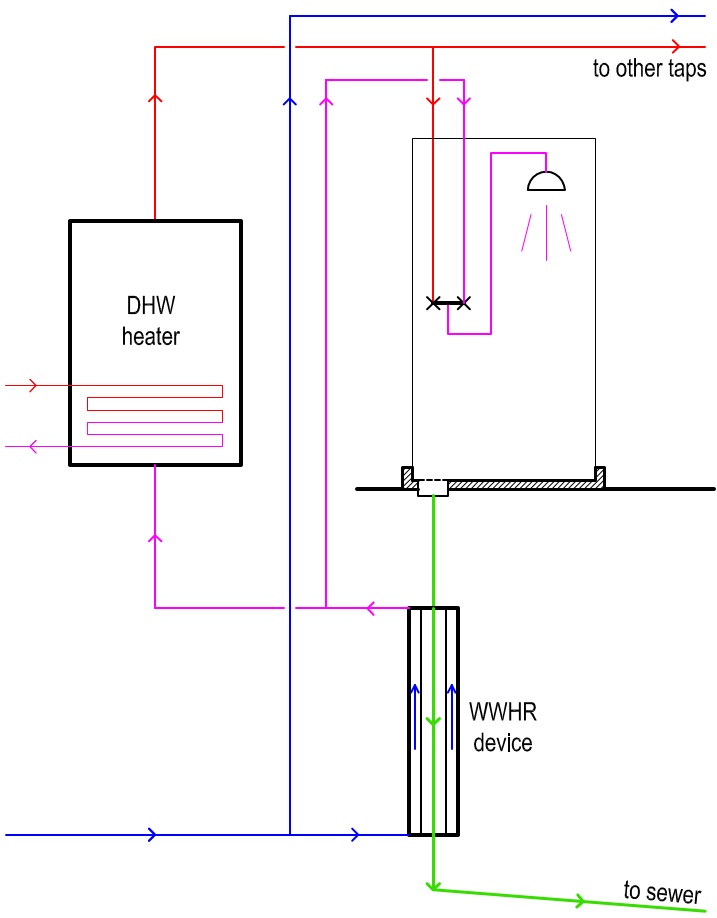 to other taps
DHW
heater
WWHR
device
to sewer